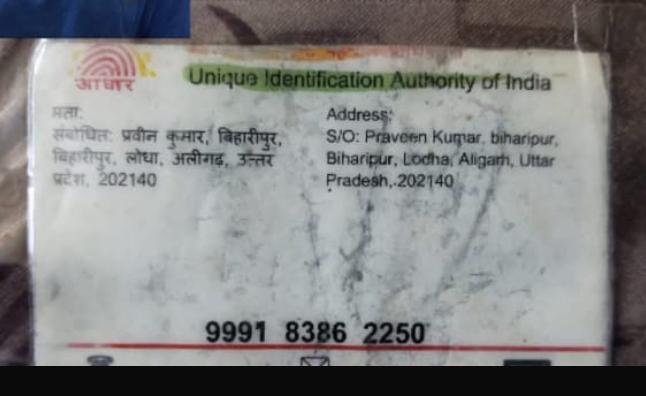 आधार
Unique Identification Authority of India
पता:
संबोधित: प्रवीन कुमार, बिहारीपुर,
बिहारीपुर, लोधा, अलीगढ़, उत्तर
प्रदेश, 202140
Address:
S/O: Praveen Kumar, biharipur,
Biharipur, Lodha, Aligarh, Uttar
Pradesh, 202140
9991 8386 2250